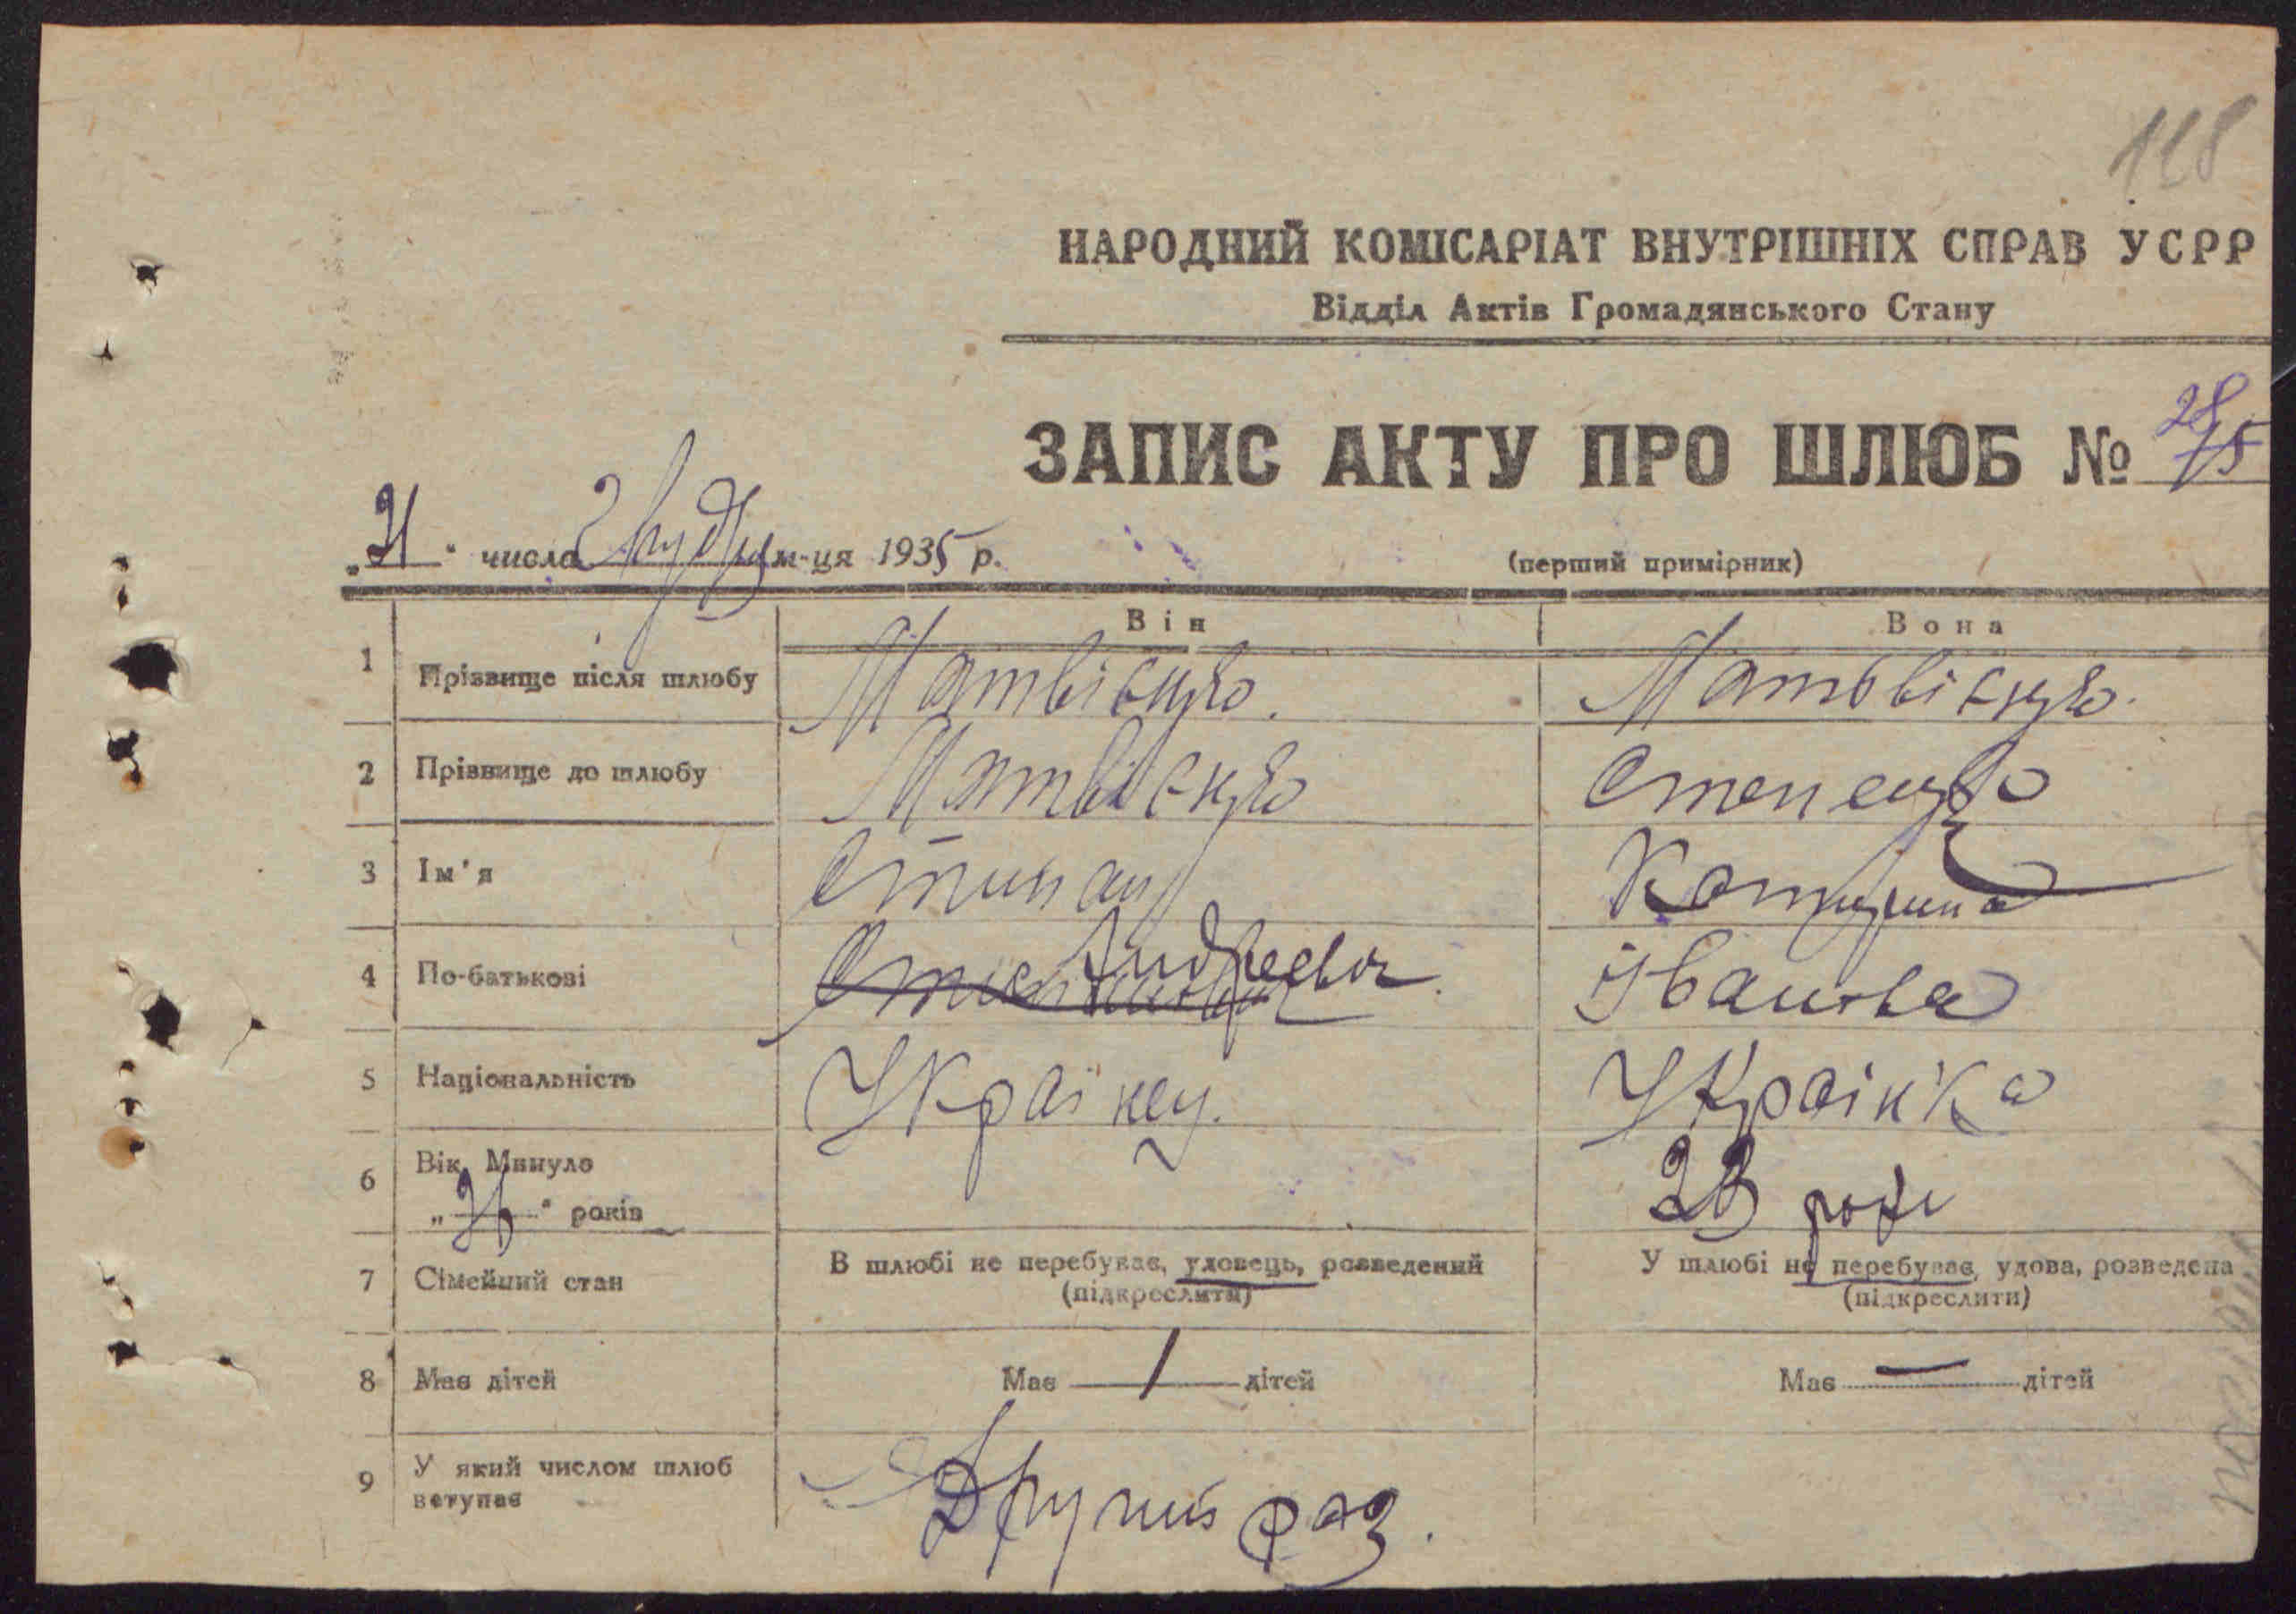 118
НАРОДНИЙ КОМІСАРІАТ ВНУТРІШНІХ СПРАВ УСРР
Відділ Актів Громадянського Стану
ЗАПИС АКТУ ПРО ШЛЮБ № 28/75
„21" числа Грудня м-ця 1935 р.
(перший примірник)
Він Вона
1 Прізвище після шлюбу Матвієнко. Матвієнко.
2 Прізвище до шлюбу Матвієнко Степенко
3 Ім'я Степан Катерина
4 По-батькові Андреевич Іванова
5 Національність Українец. Украінка
6 Вік. Минуло
„26" років 23 роки
7 Сімейний стан В шлюбі не перебуває, удовець, розведений У шлюбі не перебуває, удова, розведена
(підкреслити) (підкреслити)
8 Має дітей Має 1 дітей Має — дітей
9 У який числом шлюб
вступає
Другий раз.